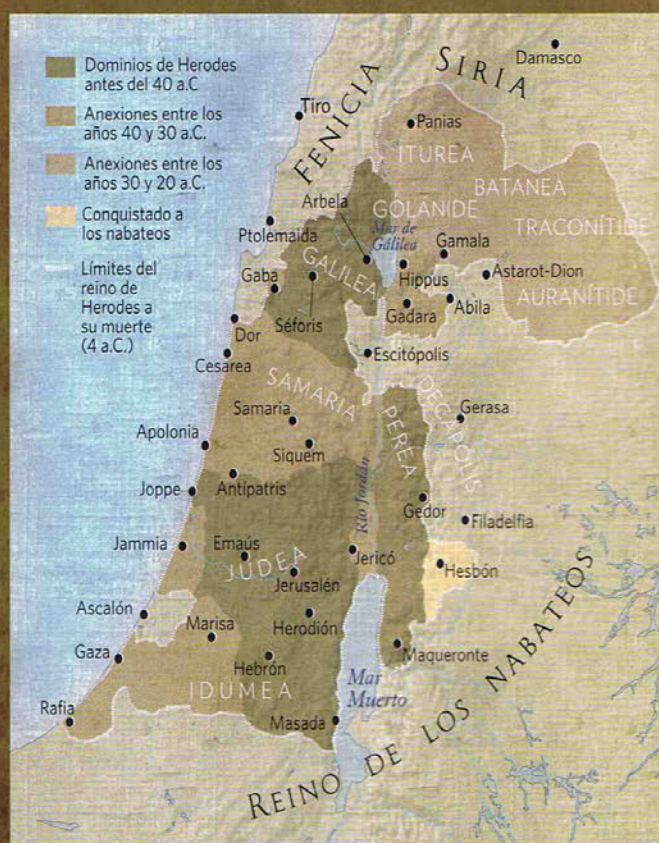 Dominios de Herodes
antes del 40 a.C
Anexiones entre los
años 40 y 30 a.C.
Anexiones entre los
años 30 y 20 a.C.
Conquistado a
los nabateos
Límites del
reino de
Herodes a
su muerte
(4 a.C.)
SIRIA
Damasco
FENICIA
Tiro
Panias
ITUREA
BATANEA
Arbela
GOLÁNIDE
TRACONÍTIDE
Ptolemaida
Mar de
Galilea
Gamala
GALILEA
Gaba
Hippus
Astarot-Dion
AURANÍTIDE
Séforis
Gadara
Abila
Dor
Cesarea
Escitópolis
SAMARIA
DECÁPOLIS
PEREA
Samaria
Gerasa
Apolonia
Siquem
Joppe
Antípatris
Río Jordán
Gedor
Filadelfia
Jammia
Emaús
Jericó
JUDEA
Hesbón
Jerusalén
Ascalón
Marisa
Herodión
Gaza
Hebrón
Maqueronte
IDUMEA
Mar
Muerto
Rafia
Masada
REINO DE LOS NABATEOS